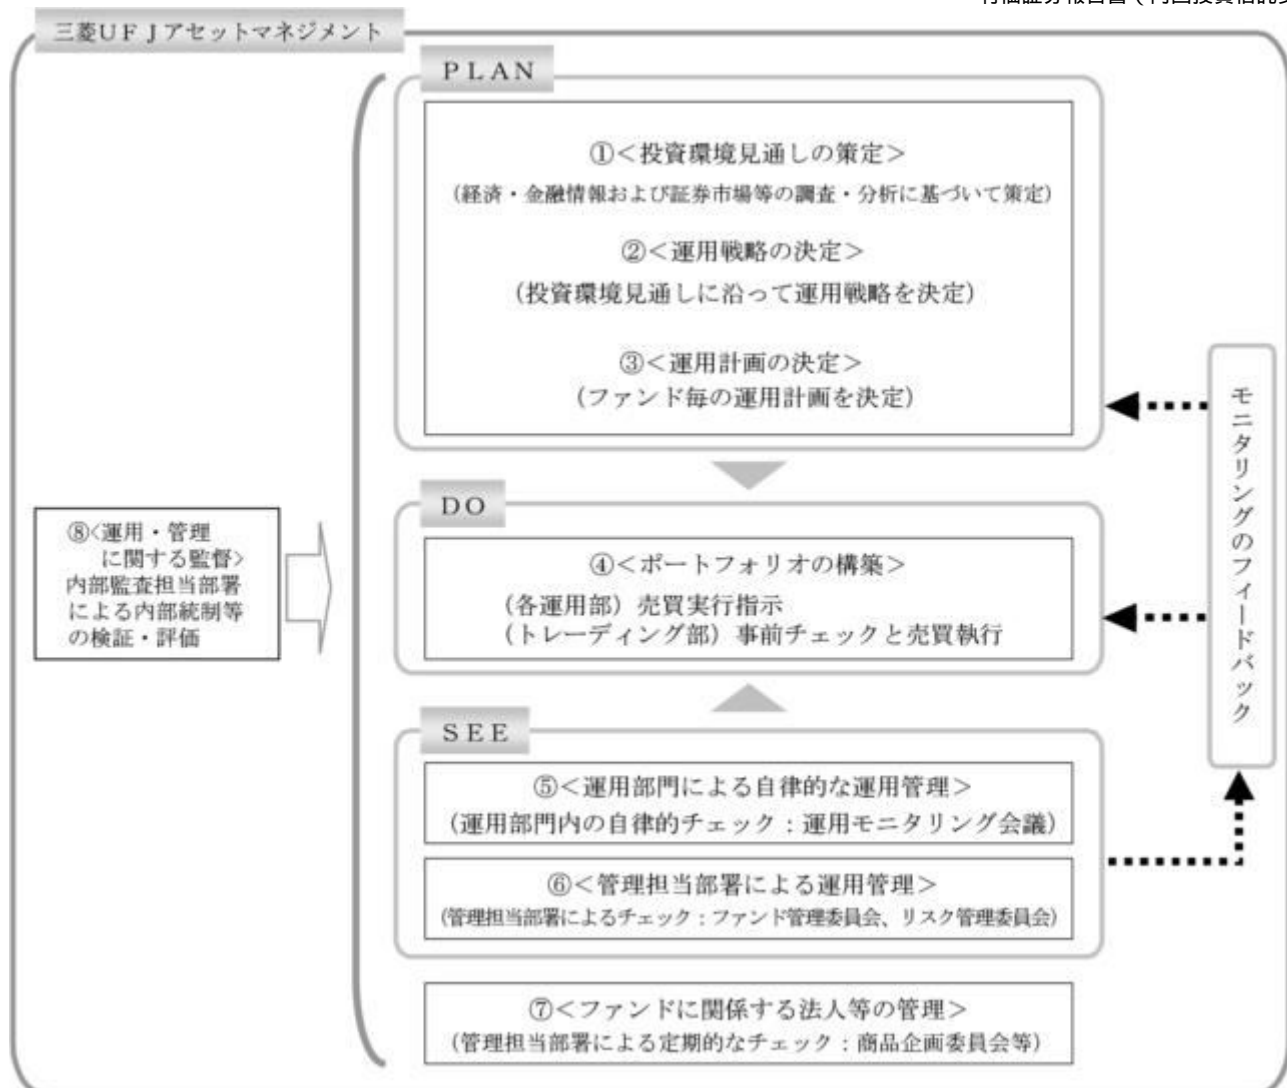 三菱UFJアセットマネジメント
PLAN
①<投資環境見通しの策定>
(経済・金融情報および証券市場等の調査・分析に基づいて策定)
②<運用戦略の決定>
(投資環境見通しに沿って運用戦略を決定)
③<運用計画の決定>
(ファンド毎の運用計画を決定)
DO
④<ポートフォリオの構築>
(各運用部)売買実行指示
(トレーディング部)事前チェックと売買執行
SEE
⑤<運用部門による自律的な運用管理>
(運用部門内の自律的チェック:運用モニタリング会議)
⑥<管理担当部署による運用管理>
(管理担当部署によるチェック:ファンド管理委員会、リスク管理委員会)
⑦<ファンドに関係する法人等の管理>
(管理担当部署による定期的なチェック:商品企画委員会等)
⑧<運用・管理
に関する監督>
内部監査担当部署
による内部統制等
の検証・評価
モニタリングのフィードバック